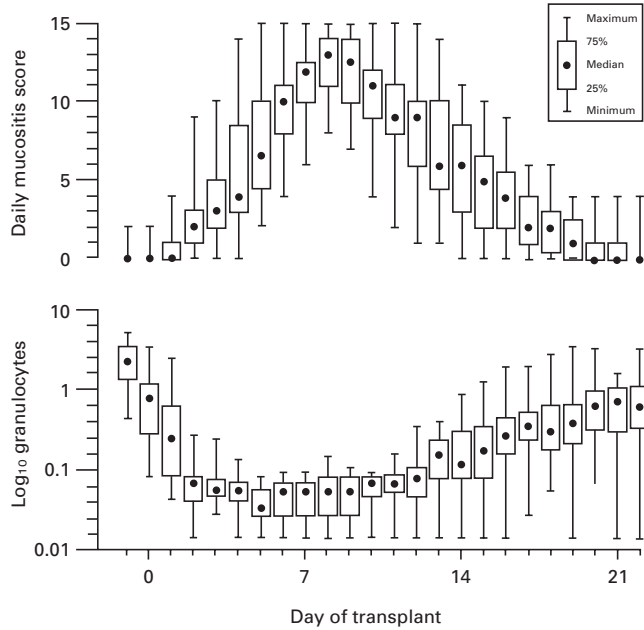 Daily mucositis score
15
10
5
0
Maximum
75%
Median
25%
Minimum
Log₁₀ granulocytes
10
1
0.1
0.01
0
7
14
21
Day of transplant